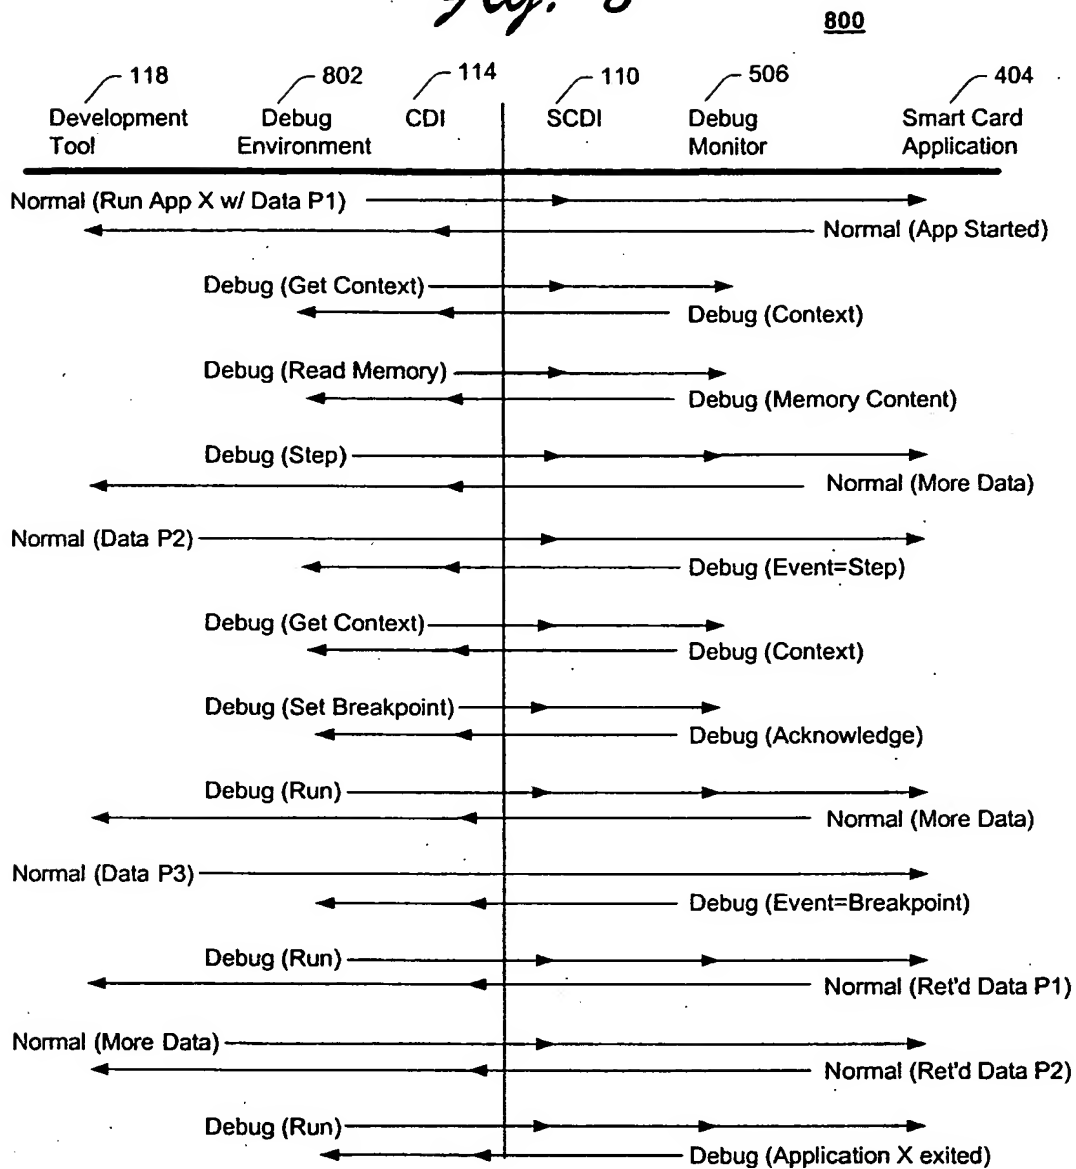 Fig. 8
800
118 802 114 110 506 404
Development Tool
Debug Environment
CDI
SCDI
Debug Monitor
Smart Card Application
Normal (Run App X w/ Data P1)
Normal (App Started)
Debug (Get Context)
Debug (Context)
Debug (Read Memory)
Debug (Memory Content)
Debug (Step)
Normal (More Data)
Normal (Data P2)
Debug (Event=Step)
Debug (Get Context)
Debug (Context)
Debug (Set Breakpoint)
Debug (Acknowledge)
Debug (Run)
Normal (More Data)
Normal (Data P3)
Debug (Event=Breakpoint)
Debug (Run)
Normal (Ret'd Data P1)
Normal (More Data)
Normal (Ret'd Data P2)
Debug (Run)
Debug (Application X exited)